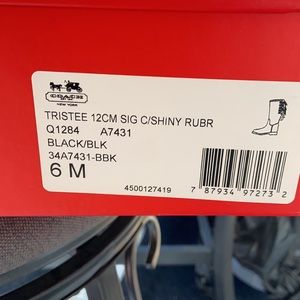 COACH
NEW YORK
TRISTEE 12CM SIG C/SHINY RUBR
Q1284 A7431
BLACK/BLK
34A7431-BBK
6 M
4500127419
7 87934 97273 2